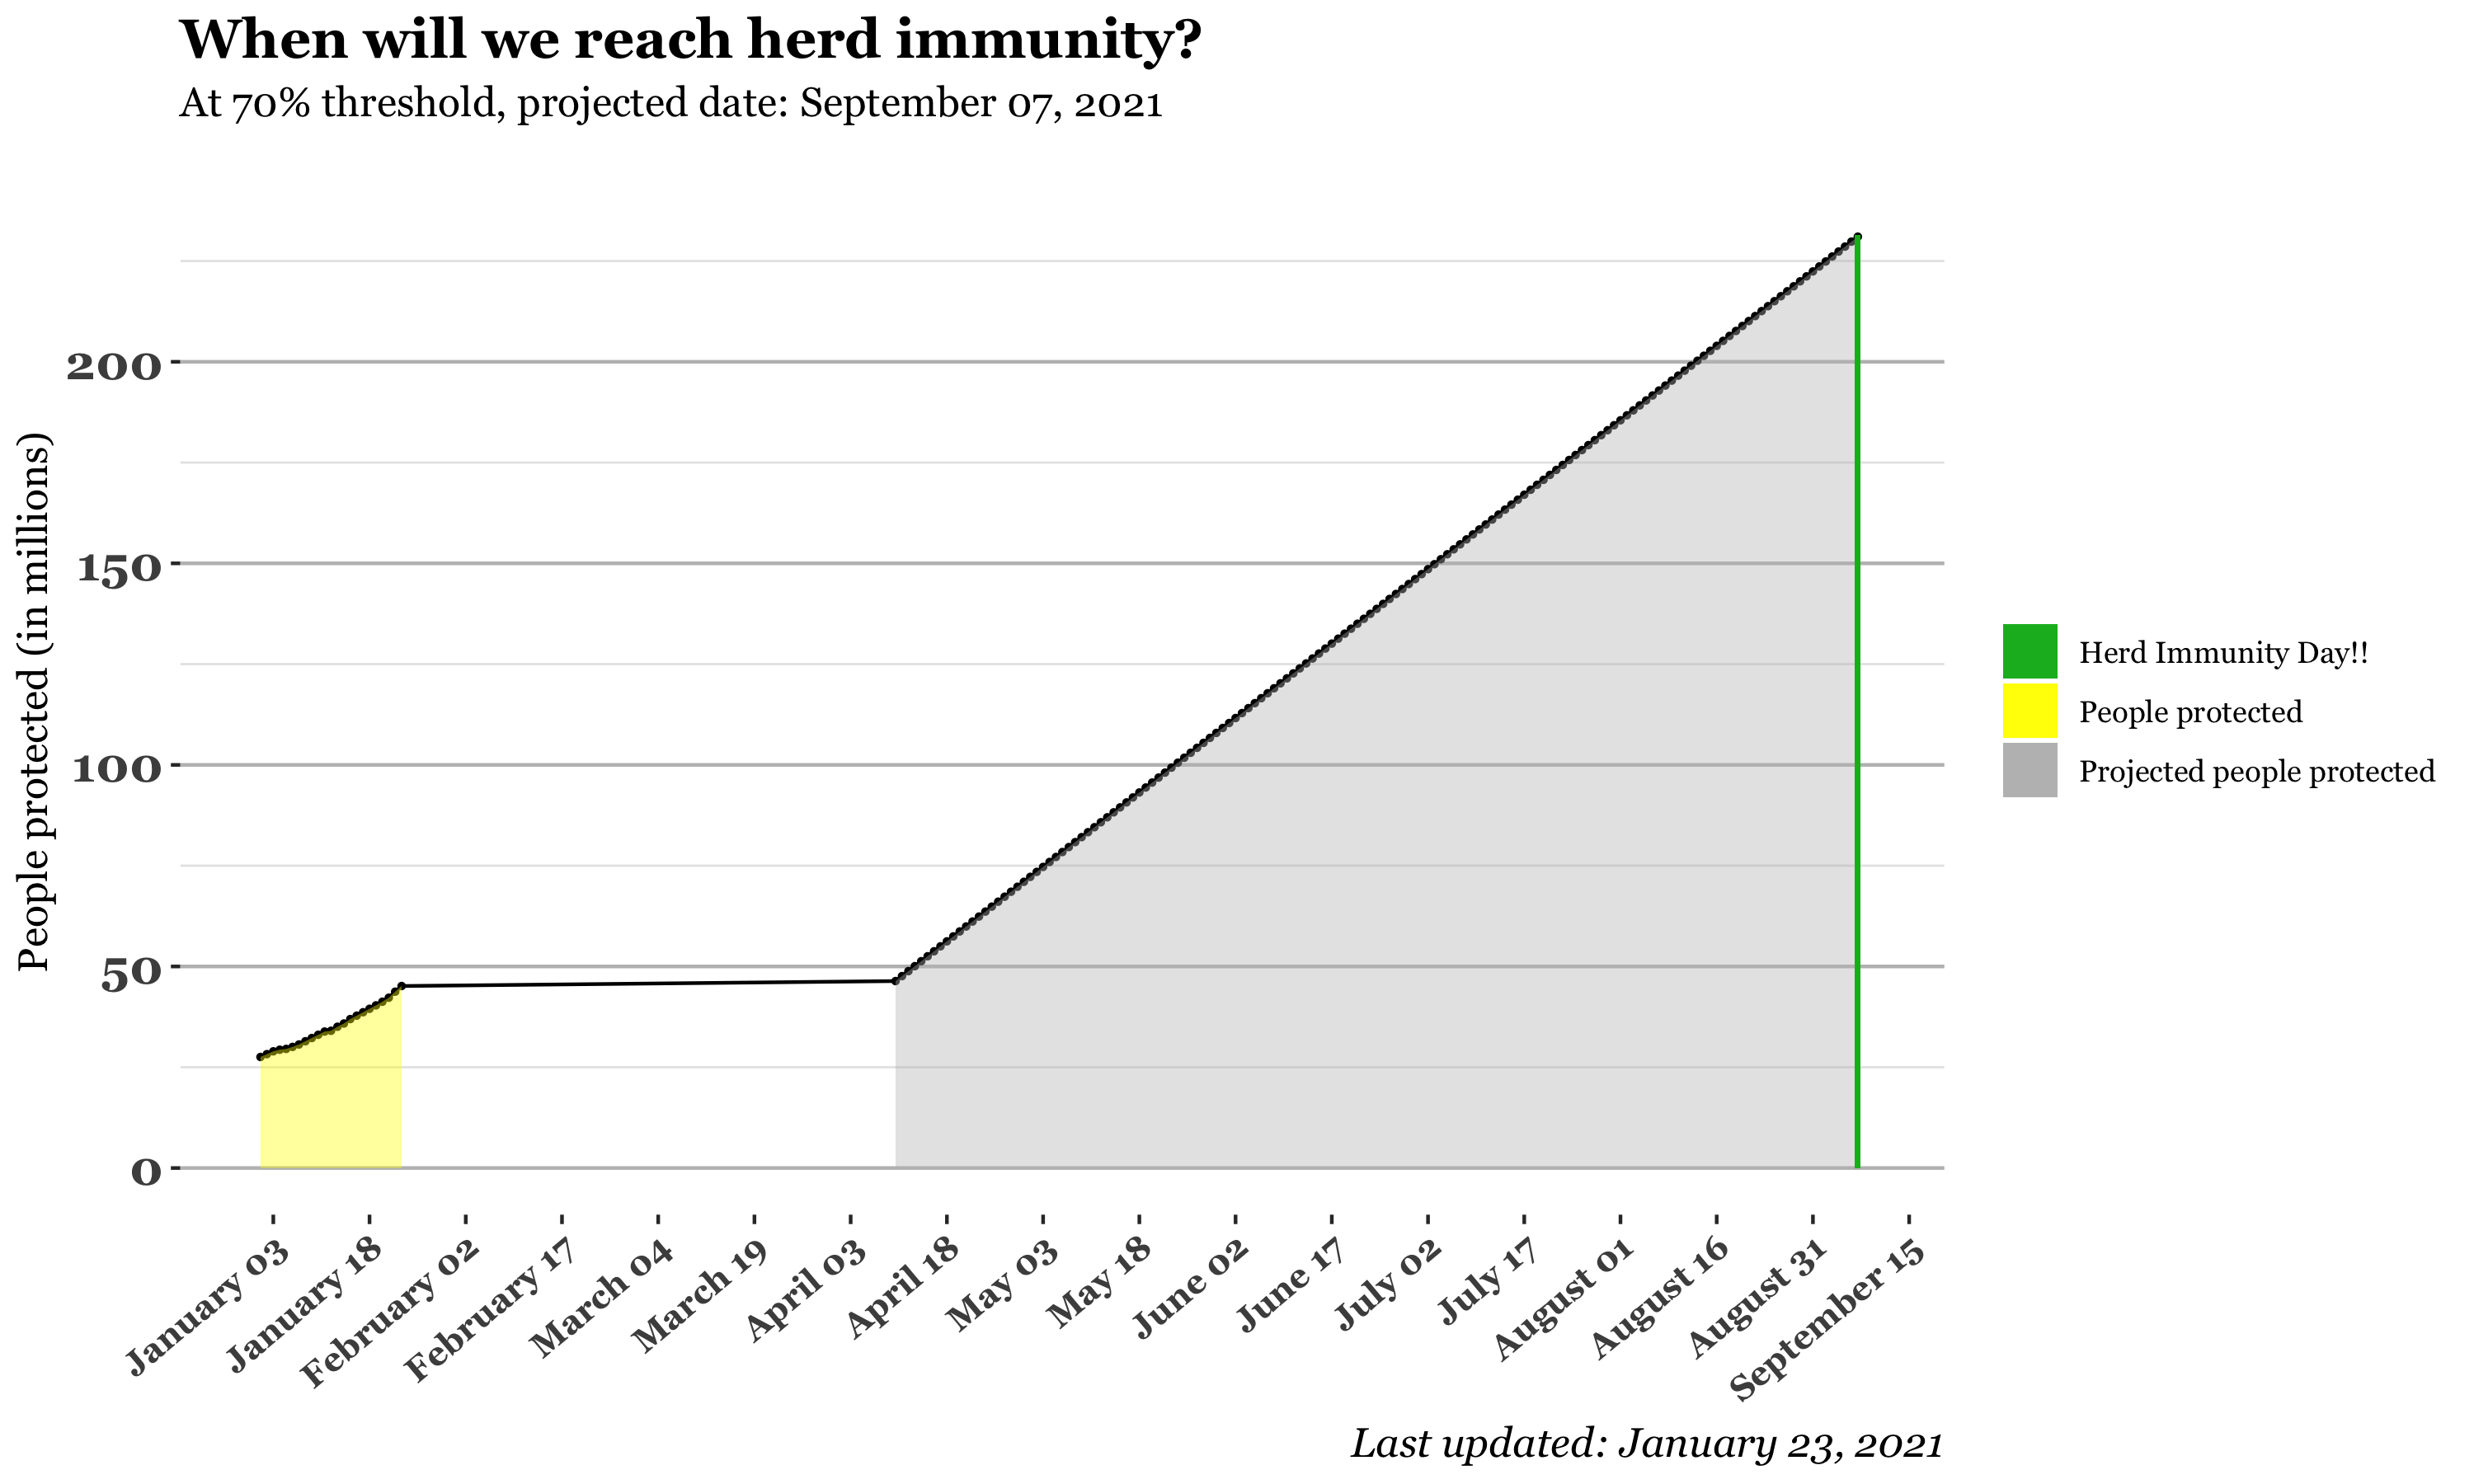 When will we reach herd immunity?
At 70% threshold, projected date: September 07, 2021
People protected (in millions)
200
150
100
50
0
January 03
January 18
February 02
February 17
March 04
March 19
April 03
April 18
May 03
May 18
June 02
June 17
July 02
July 17
August 01
August 16
August 31
September 15
Herd Immunity Day!!
People protected
Projected people protected
Last updated: January 23, 2021